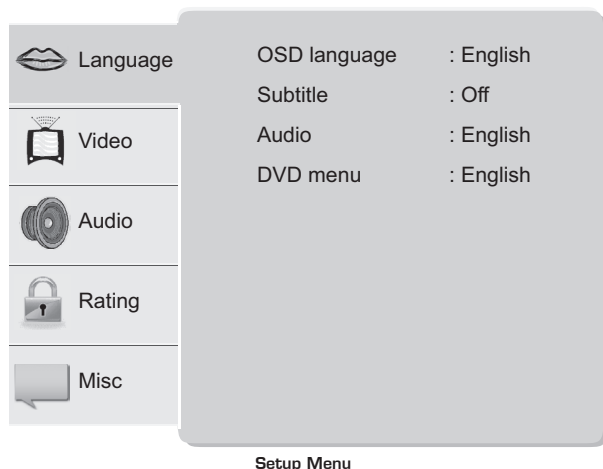 Language
Video
Audio
Rating
Misc
OSD language : English
Subtitle : Off
Audio : English
DVD menu : English
Setup Menu